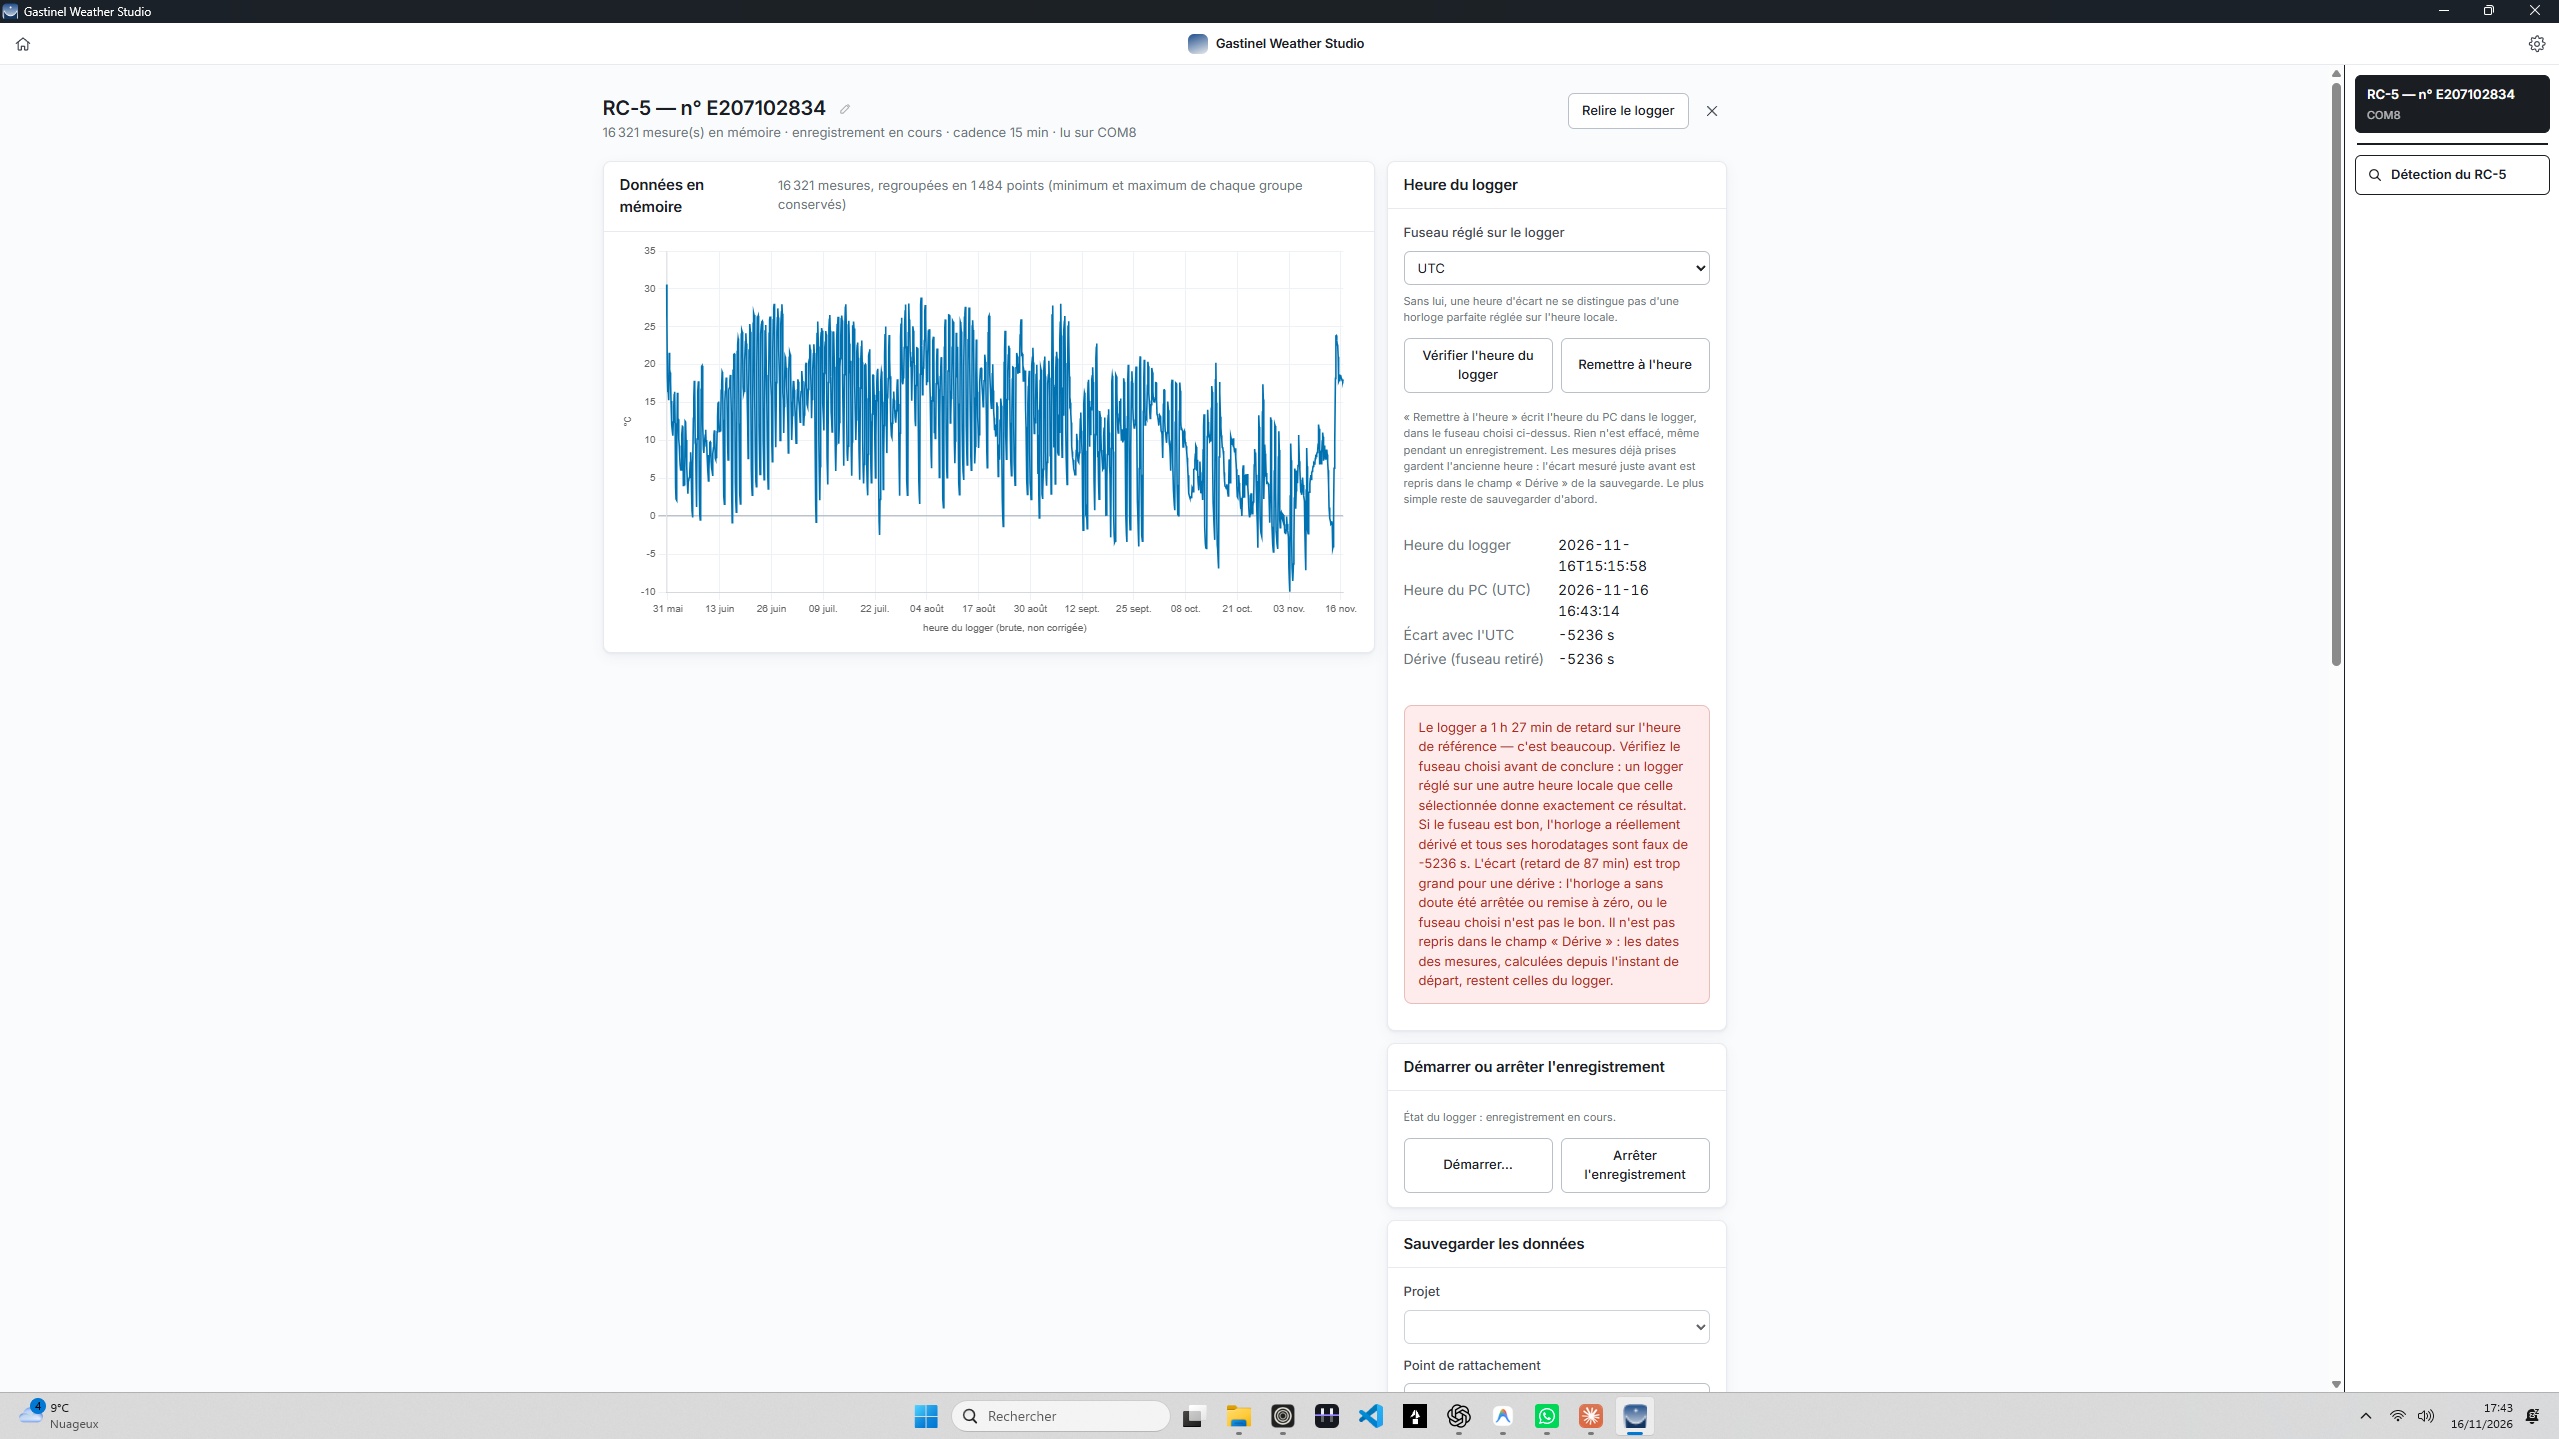 Gastinel Weather Studio
Gastinel Weather Studio
RC-5 — n° E207102834
16 321 mesure(s) en mémoire · enregistrement en cours · cadence 15 min · lu sur COM8
Relire le logger
Données en
mémoire
16 321 mesures, regroupées en 1 484 points (minimum et maximum de chaque groupe
conservés)
35
30
25
20
15
10
5
0
-5
-10
°C
31 mai
13 juin
26 juin
09 juil.
22 juil.
04 août
17 août
30 août
12 sept.
25 sept.
08 oct.
21 oct.
03 nov.
16 nov.
heure du logger (brute, non corrigée)
Heure du logger
Fuseau réglé sur le logger
UTC
Sans lui, une heure d'écart ne se distingue pas d'une
horloge parfaite réglée sur l'heure locale.
Vérifier l'heure du
logger
Remettre à l'heure
« Remettre à l'heure » écrit l'heure du PC dans le logger,
dans le fuseau choisi ci-dessus. Rien n'est effacé, même
pendant un enregistrement. Les mesures déjà prises
gardent l'ancienne heure : l'écart mesuré juste avant est
repris dans le champ « Dérive » de la sauvegarde. Le plus
simple reste de sauvegarder d'abord.
Heure du logger
2026-11-
16T15:15:58
Heure du PC (UTC)
2026-11-16
16:43:14
Écart avec l'UTC
-5236 s
Dérive (fuseau retiré)
-5236 s
Le logger a 1 h 27 min de retard sur l'heure
de référence — c'est beaucoup. Vérifiez le
fuseau choisi avant de conclure : un logger
réglé sur une autre heure locale que celle
sélectionnée donne exactement ce résultat.
Si le fuseau est bon, l'horloge a réellement
dérivé et tous ses horodatages sont faux de
-5236 s. L'écart (retard de 87 min) est trop
grand pour une dérive : l'horloge a sans
doute été arrêtée ou remise à zéro, ou le
fuseau choisi n'est pas le bon. Il n'est pas
repris dans le champ « Dérive » : les dates
des mesures, calculées depuis l'instant de
départ, restent celles du logger.
Démarrer ou arrêter l'enregistrement
État du logger : enregistrement en cours.
Démarrer...
Arrêter
l'enregistrement
Sauvegarder les données
Projet
Point de rattachement
RC-5 — n° E207102834
COM8
Détection du RC-5
4
9°C
Nuageux
Rechercher
17:43
16/11/2026